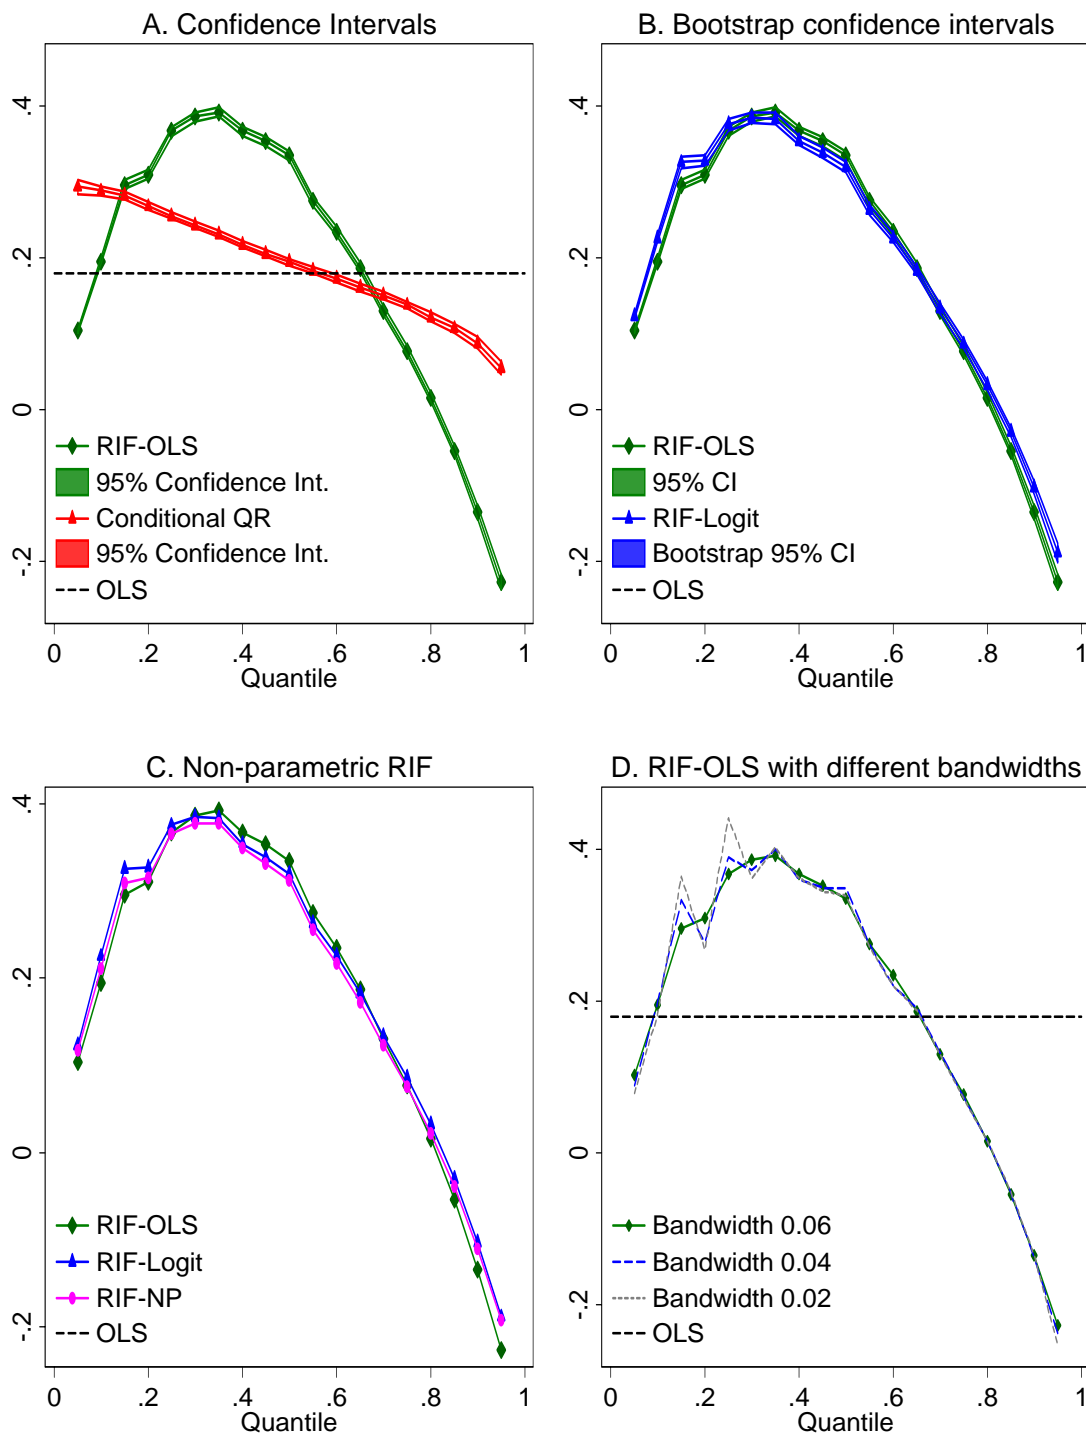 A. Confidence Intervals
.4
.2
0
-.2
RIF-OLS
95% Confidence Int.
Conditional QR
95% Confidence Int.
OLS
0 .2 .4 .6 .8 1
Quantile
B. Bootstrap confidence intervals
.4
.2
0
-.2
RIF-OLS
95% CI
RIF-Logit
Bootstrap 95% CI
OLS
0 .2 .4 .6 .8 1
Quantile
C. Non-parametric RIF
.4
.2
0
-.2
RIF-OLS
RIF-Logit
RIF-NP
OLS
0 .2 .4 .6 .8 1
Quantile
D. RIF-OLS with different bandwidths
.4
.2
0
-.2
Bandwidth 0.06
Bandwidth 0.04
Bandwidth 0.02
OLS
0 .2 .4 .6 .8 1
Quantile